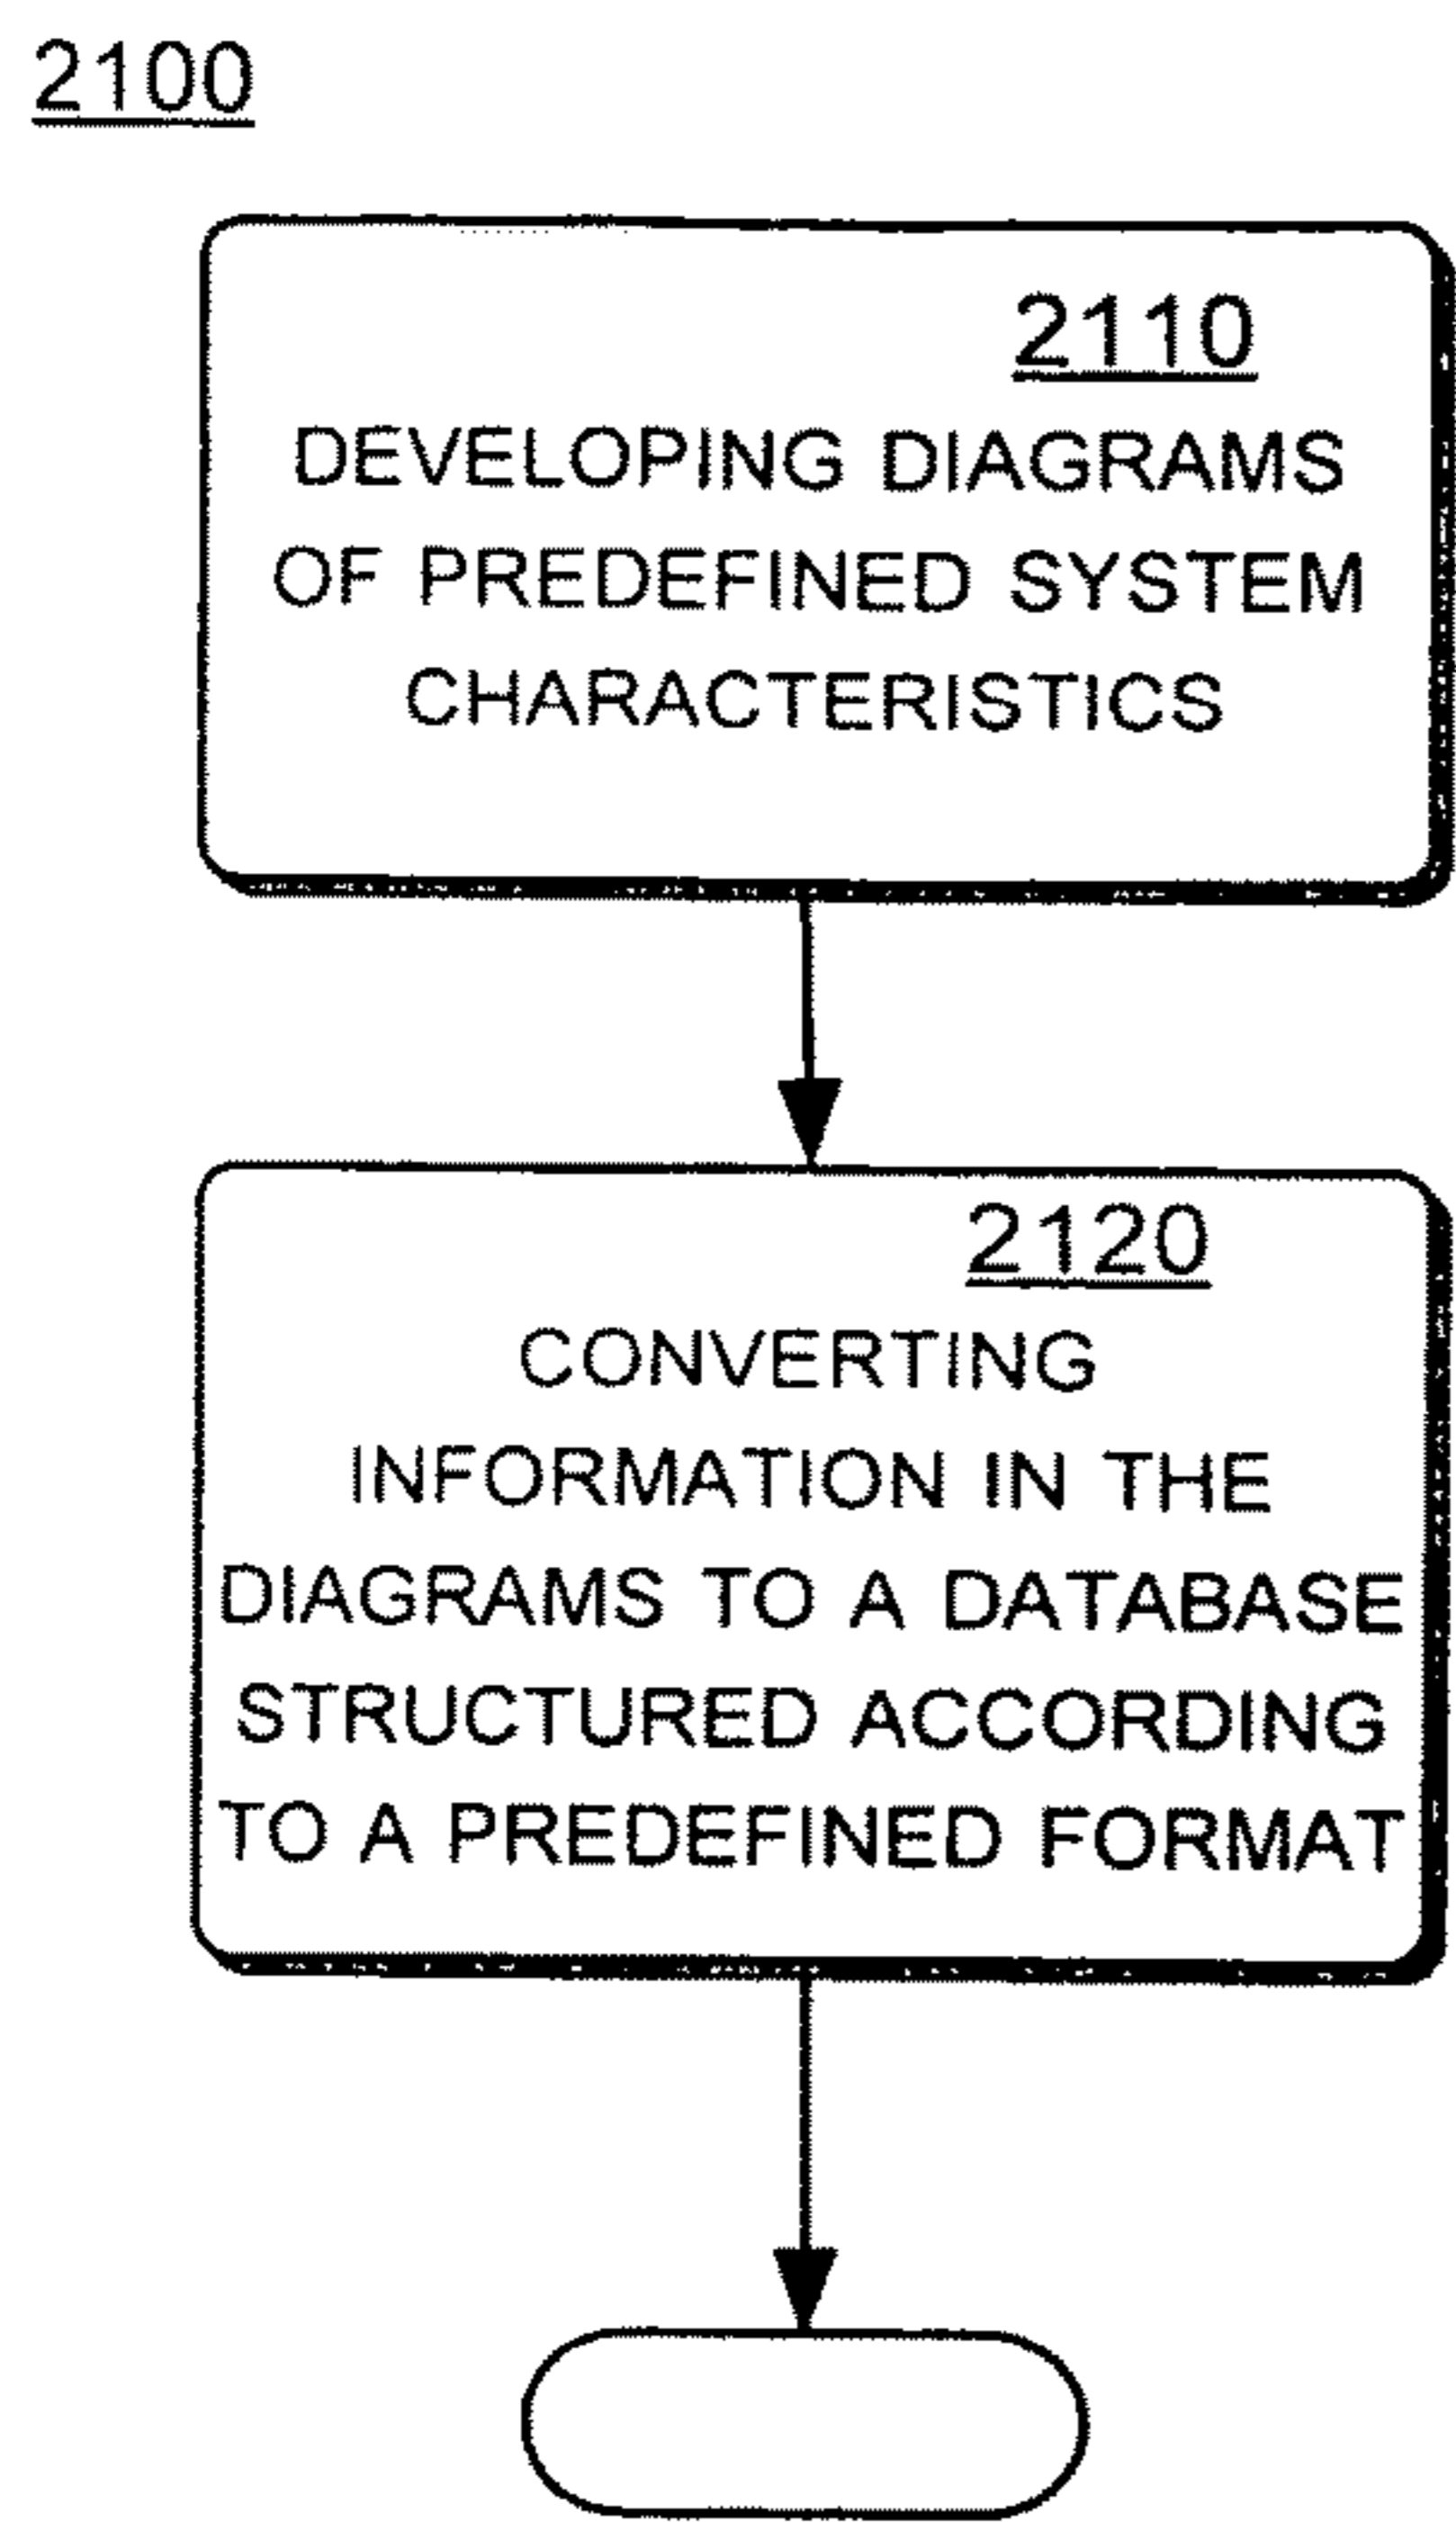 2100
2110
DEVELOPING DIAGRAMS
OF PREDEFINED SYSTEM
CHARACTERISTICS
2120
CONVERTING
INFORMATION IN THE
DIAGRAMS TO A DATABASE
STRUCTURED ACCORDING
TO A PREDEFINED FORMAT